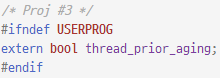 /* Proj #3 */
#ifndef USERPROG
extern bool thread_prior_aging;
#endif